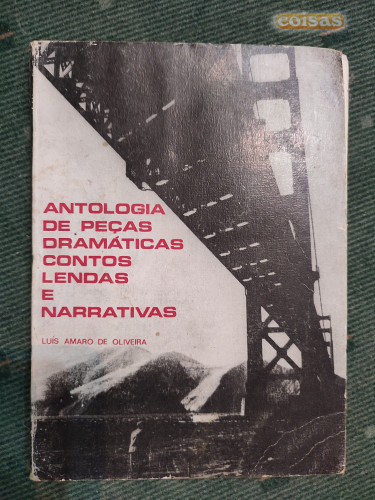 coisas
ANTOLOGIA
DE PEÇAS
DRAMÁTICAS
CONTOS
LENDAS
E
NARRATIVAS
LUÍS AMARO DE OLIVEIRA